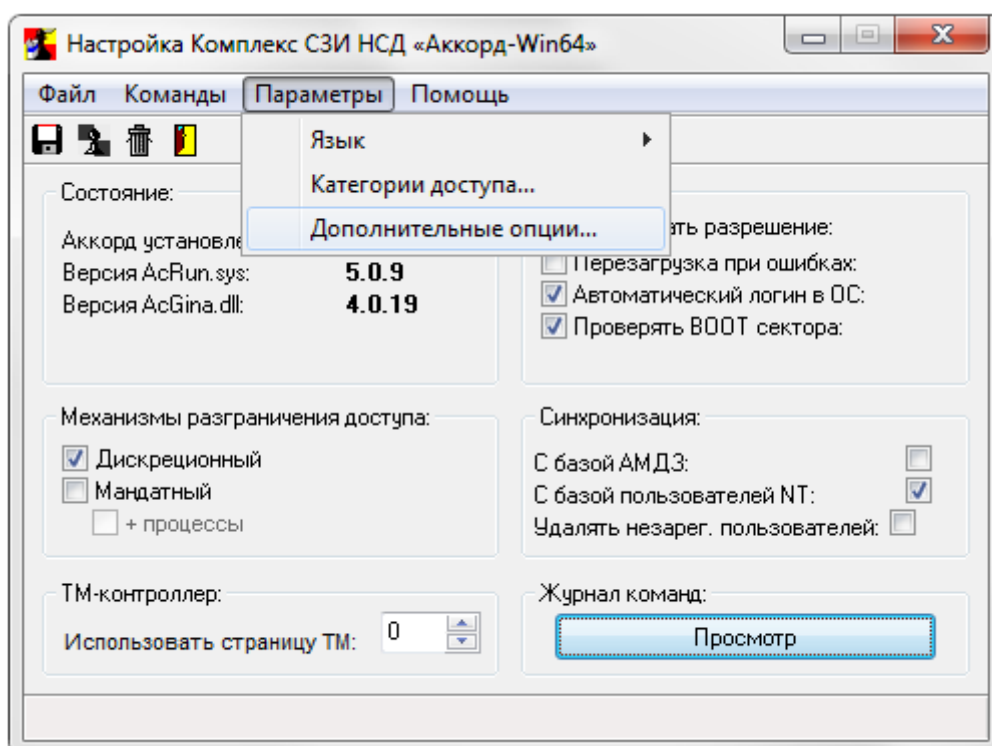 Настройка Комплекс СЗИ НСД «Аккорд-Win64»
Файл Команды Параметры Помощь
Язык
Категории доступа...
Дополнительные опции...
Состояние:
Аккорд
Версия AcRun.sys: 5.0.9
Версия AcGina.dll: 4.0.19
разрешение:
Перезагрузка при ошибках:
Автоматический логин в ОС:
Проверять BOOT сектора:
Механизмы разграничения доступа:
Дискреционный
Мандатный
+ процессы
Синхронизация:
С базой АМДЗ:
С базой пользователей NT:
Удалять незарег. пользователей:
ТМ-контроллер:
Использовать страницу ТМ: 0
Журнал команд:
Просмотр